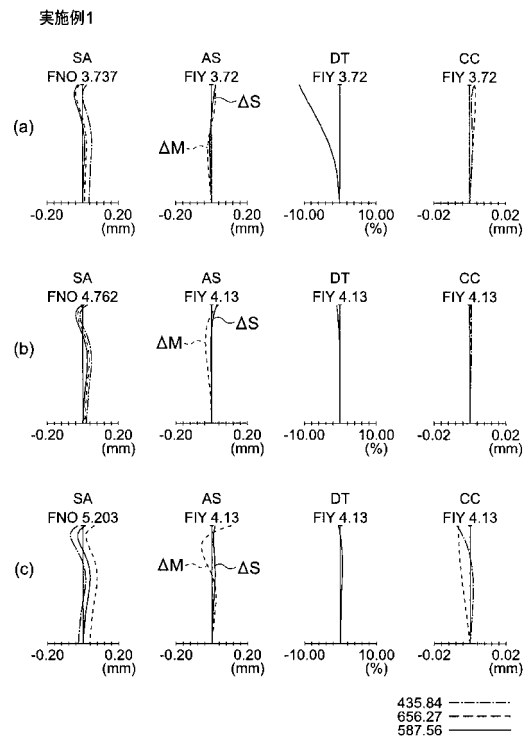 実施例1
SA AS DT CC
FNO 3.737 FIY 3.72 FIY 3.72 FIY 3.72
ΔS
(a)
ΔM
-0.20 0.20 -0.20 0.20 -10.00 10.00 -0.02 0.02
(mm) (mm) (%) (mm)
SA AS DT CC
FNO 4.762 FIY 4.13 FIY 4.13 FIY 4.13
ΔS
(b) ΔM
-0.20 0.20 -0.20 0.20 -10.00 10.00 -0.02 0.02
(mm) (mm) (%) (mm)
SA AS DT CC
FNO 5.203 FIY 4.13 FIY 4.13 FIY 4.13
(c) ΔM ΔS
-0.20 0.20 -0.20 0.20 -10.00 10.00 -0.02 0.02
(mm) (mm) (%) (mm)
435.84
656.27
587.56